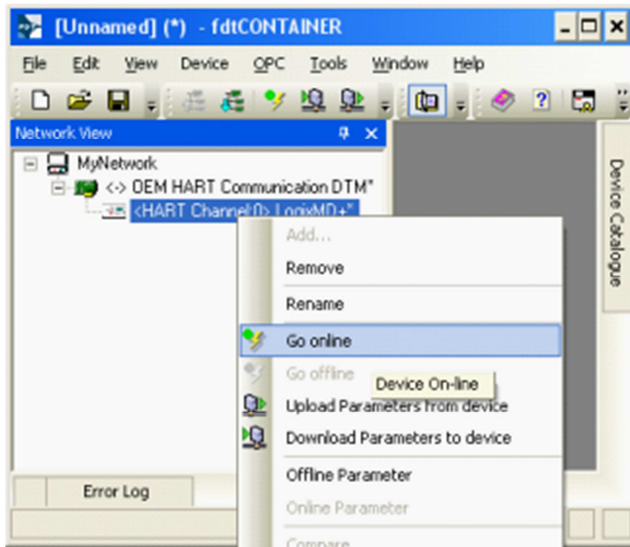 [Unnamed] (*) - fdtCONTAINER
File Edit View Device OPC Tools Window Help
Network View
MyNetwork
<-> OEM HART Communication DTM*
<HART Channel:0> LogixMD+*
Device Catalogue
Add...
Remove
Rename
Go online
Go offline
Device On-line
Upload Parameters from device
Download Parameters to device
Offline Parameter
Online Parameter
Compare
Error Log